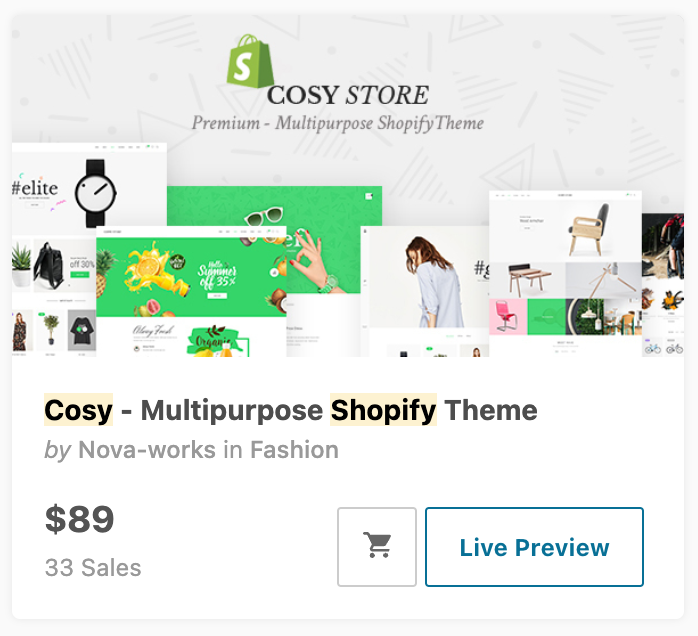 COSY STORE
Premium - Multipurpose ShopifyTheme
#elite
off 30%
Hello
Summer
off 35%
Organic
#g
Cosy - Multipurpose Shopify Theme
by Nova-works in Fashion
$89
33 Sales
Live Preview